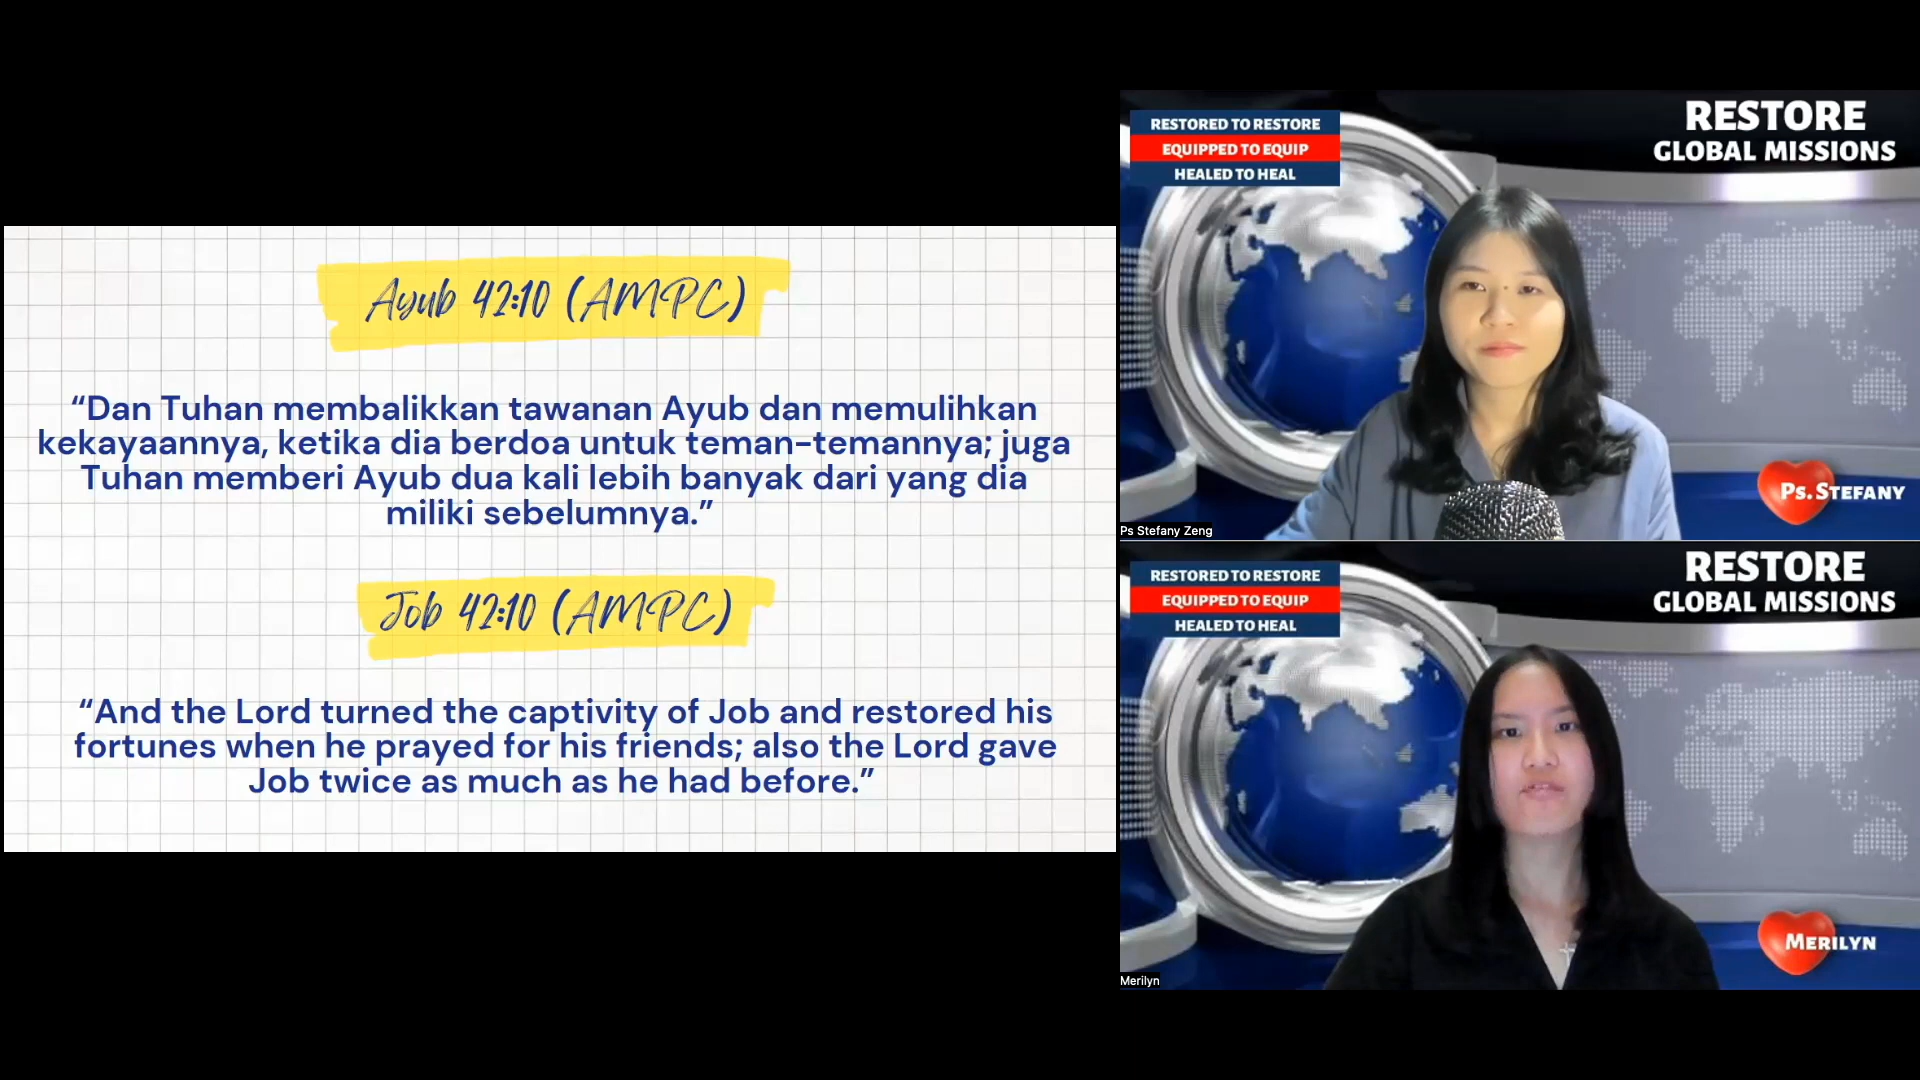 Ayub 42:10 (AMPC)
“Dan Tuhan membalikkan tawanan Ayub dan memulihkan
kekayaannya, ketika dia berdoa untuk teman-temannya; juga
Tuhan memberi Ayub dua kali lebih banyak dari yang dia
miliki sebelumnya.”
Job 42:10 (AMPC)
“And the Lord turned the captivity of Job and restored his
fortunes when he prayed for his friends; also the Lord gave
Job twice as much as he had before.”
RESTORED TO RESTORE
EQUIPPED TO EQUIP
HEALED TO HEAL
RESTORE
GLOBAL MISSIONS
Ps. Stefany
Ps Stefany Zeng
RESTORED TO RESTORE
EQUIPPED TO EQUIP
HEALED TO HEAL
RESTORE
GLOBAL MISSIONS
Merilyn
Merilyn